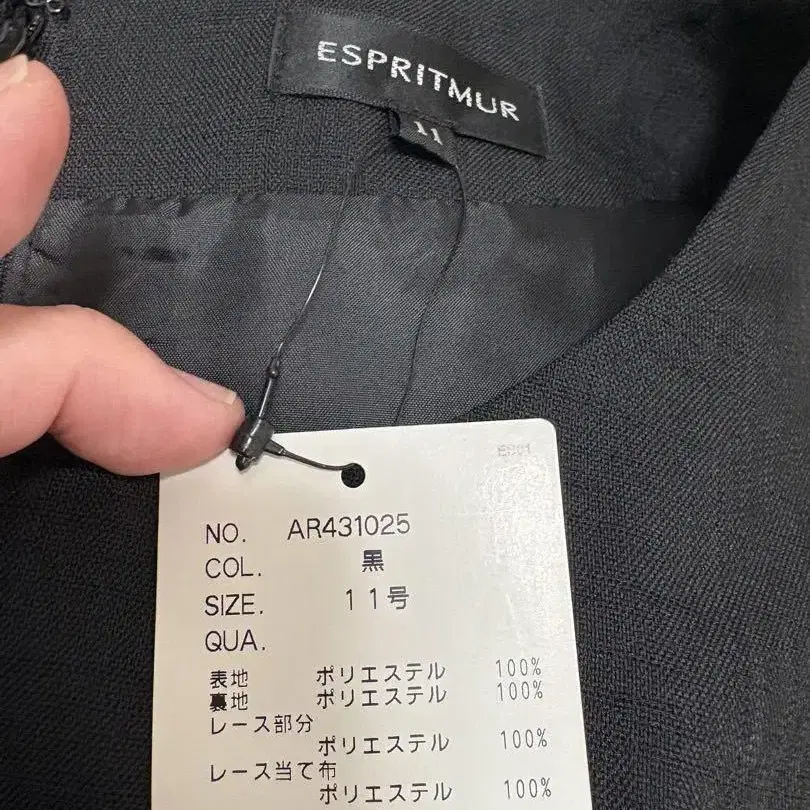 ESPRITMUR
11
ES01
NO. AR431025
COL. 黒
SIZE. 11号
QUA.
表地 ポリエステル 100%
裏地 ポリエステル 100%
レース部分
ポリエステル 100%
レース当て布
ポリエステル 100%